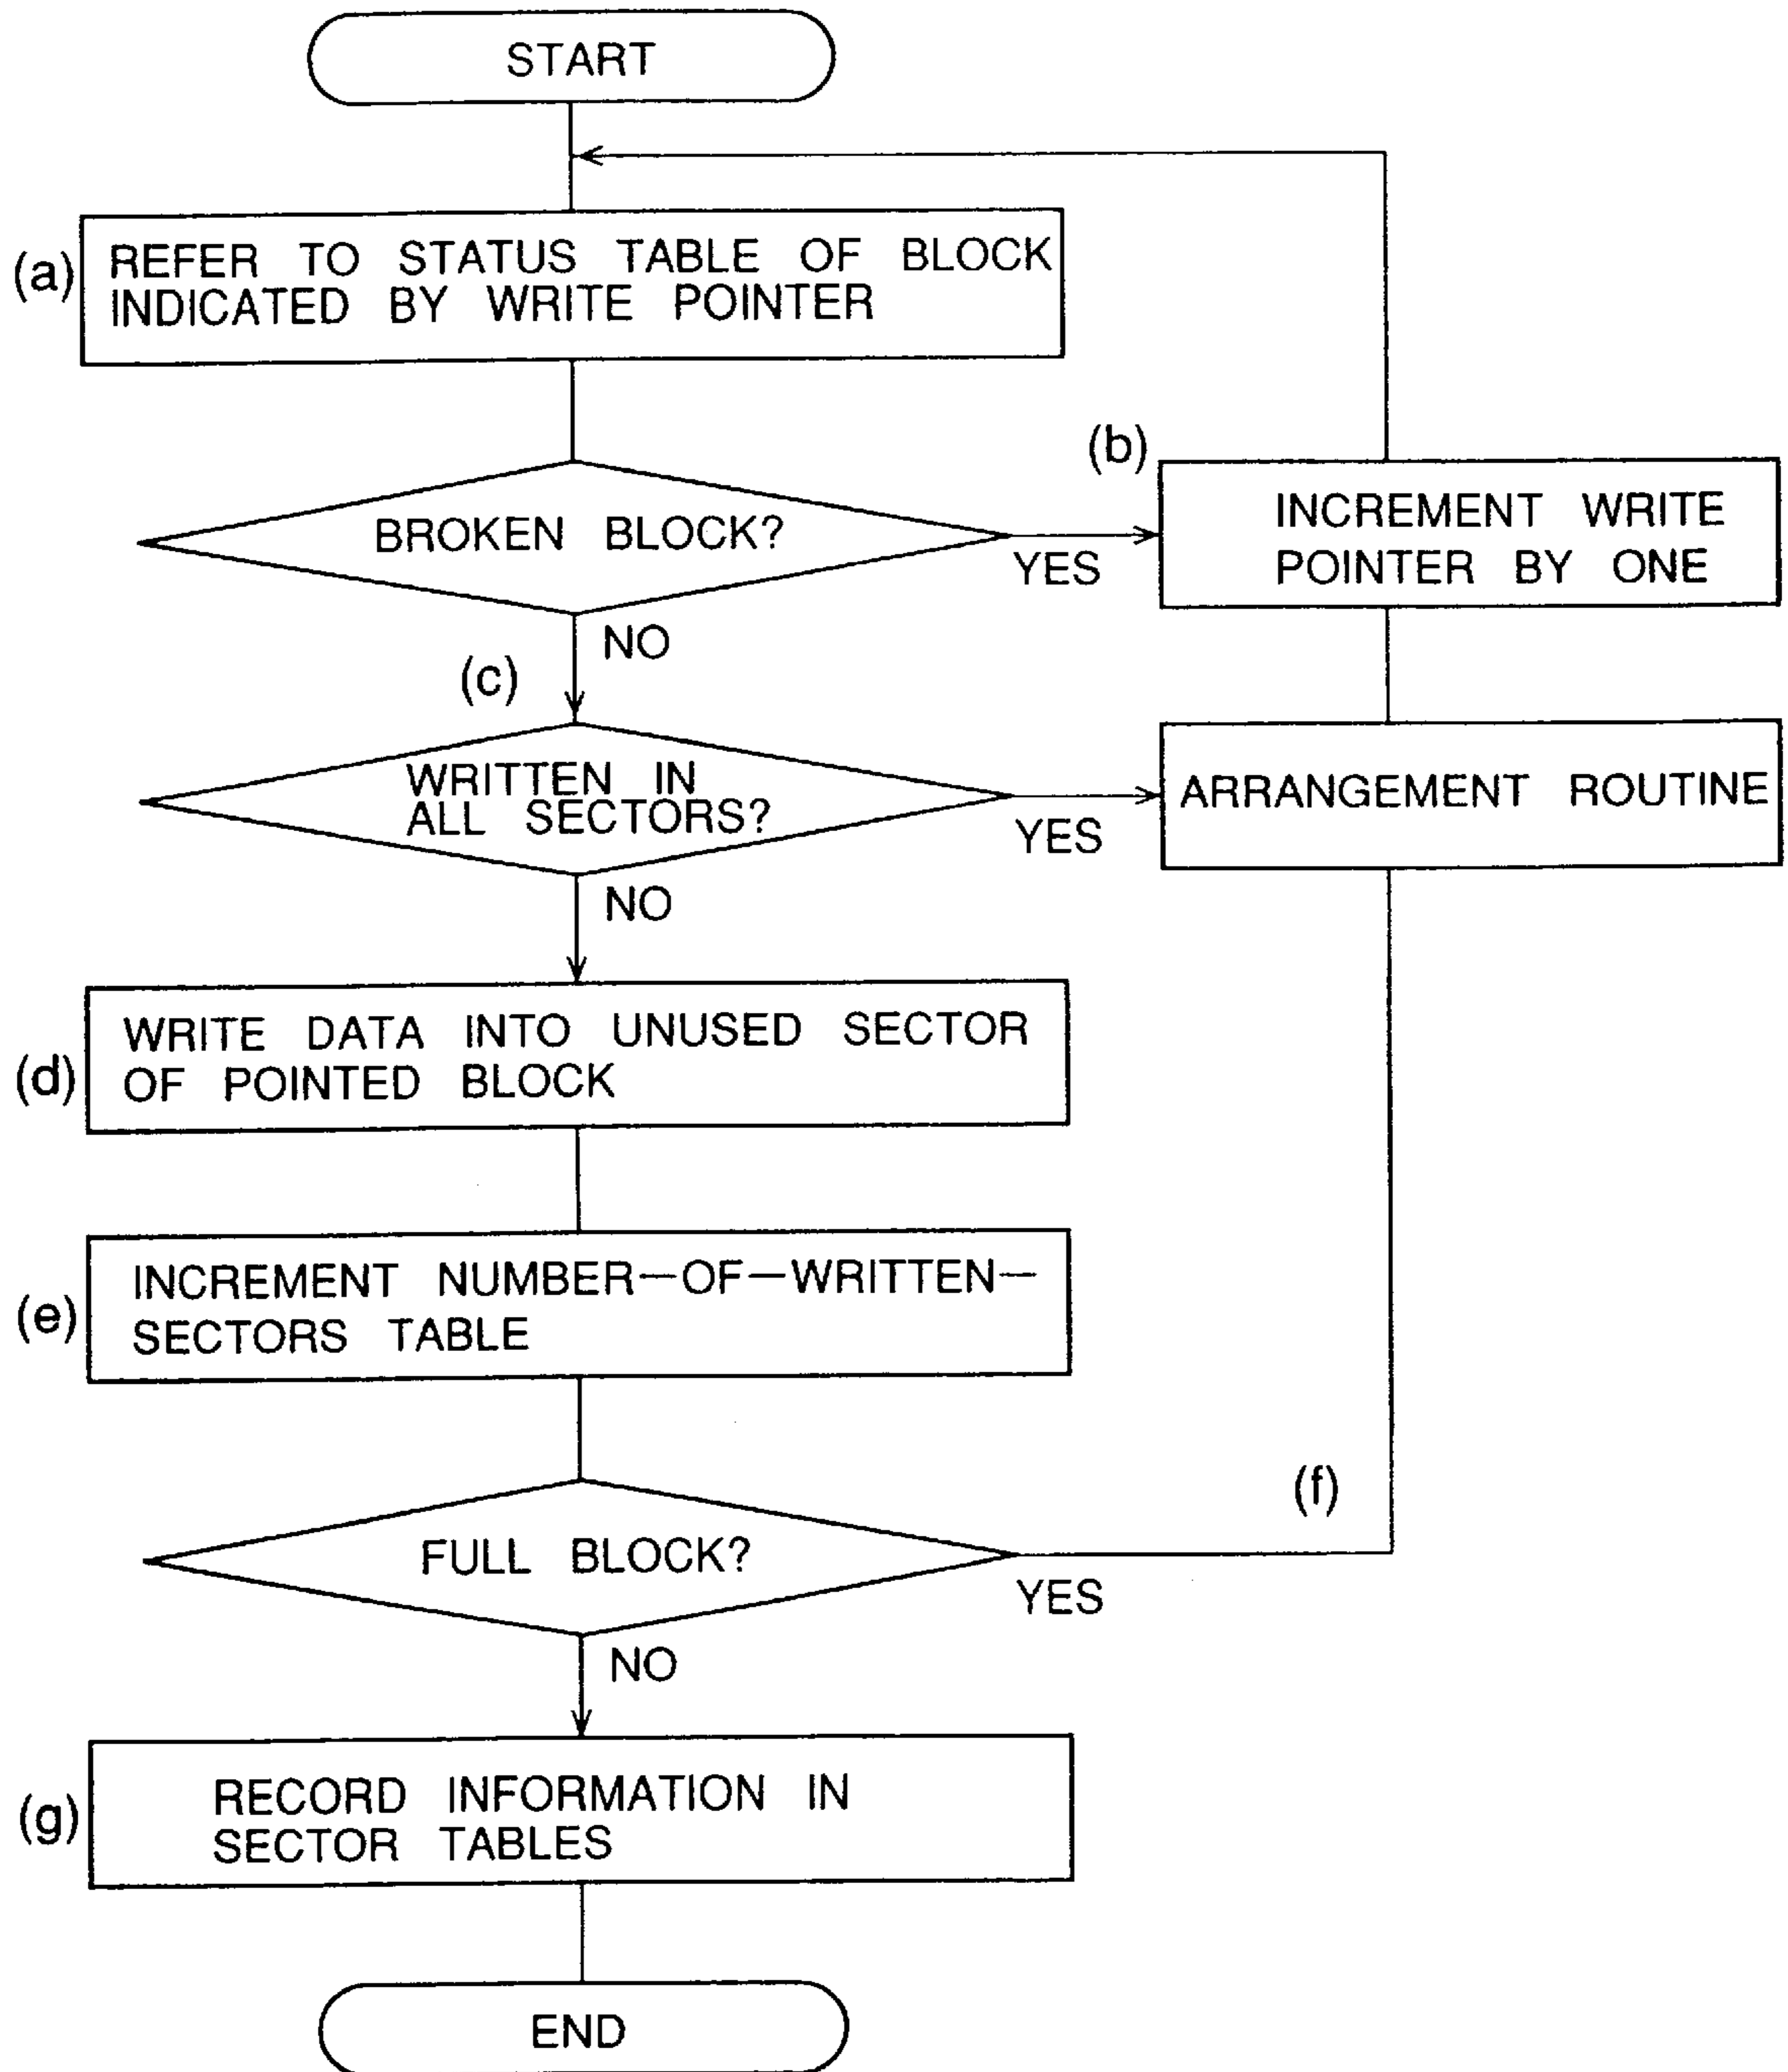 START
(a)
REFER TO STATUS TABLE OF BLOCK
INDICATED BY WRITE POINTER
(b)
BROKEN BLOCK?
YES
INCREMENT WRITE
POINTER BY ONE
NO
(c)
WRITTEN IN
ALL SECTORS?
YES
ARRANGEMENT ROUTINE
NO
(d)
WRITE DATA INTO UNUSED SECTOR
OF POINTED BLOCK
(e)
INCREMENT NUMBER—OF—WRITTEN—
SECTORS TABLE
(f)
FULL BLOCK?
YES
NO
(g)
RECORD INFORMATION IN
SECTOR TABLES
END